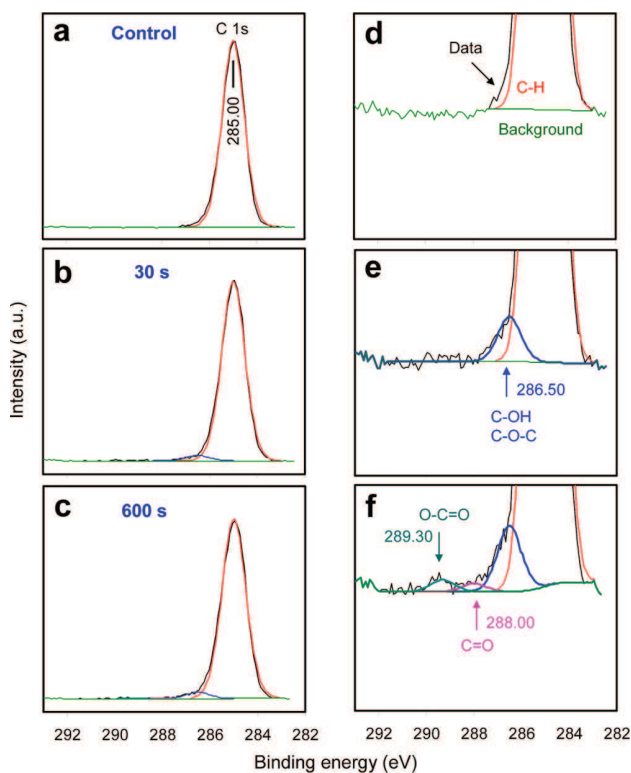 a
Control
C 1s
285.00
b
30 s
c
600 s
292 290 288 286 284 282
d
Data
C-H
Background
e
286.50
C-OH
C-O-C
f
O-C=O
289.30
288.00
C=O
292 290 288 286 284 282
Intensity (a.u.)
Binding energy (eV)